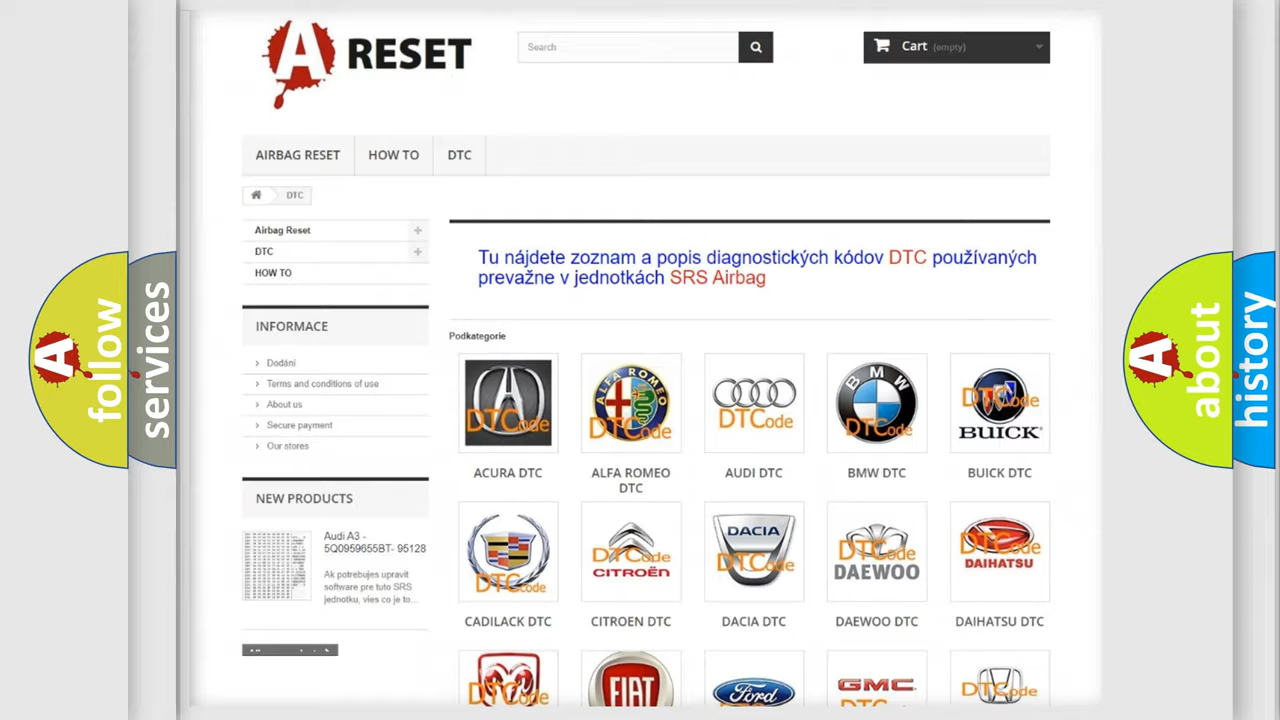 A RESET
Search
Cart (empty)
AIRBAG RESET
HOW TO
DTC
DTC
Airbag Reset
DTC
HOW TO
INFORMACE
Dodání
Terms and conditions of use
About us
Secure payment
Our stores
NEW PRODUCTS
Audi A3 -
5Q0959655BT- 95128
Ak potrebujes upravit
software pre tuto SRS
jednotku, vies co je to...
Tu nájdete zoznam a popis diagnostických kódov DTC používaných
prevažne v jednotkách SRS Airbag
Podkategorie
DTCode
ALFA ROMEO
DTCode
DTCode
BMW
DTCode
DTCode
BUICK
ACURA DTC
ALFA ROMEO
DTC
AUDI DTC
BMW DTC
BUICK DTC
DTCode
DTCode
CITROËN
DACIA
DTCode
DTCode
DAEWOO
DTCode
DAIHATSU
CADILACK DTC
CITROEN DTC
DACIA DTC
DAEWOO DTC
DAIHATSU DTC
DTCode
FIAT
Ford
GMC
DTCode
A follow
services
A about
history